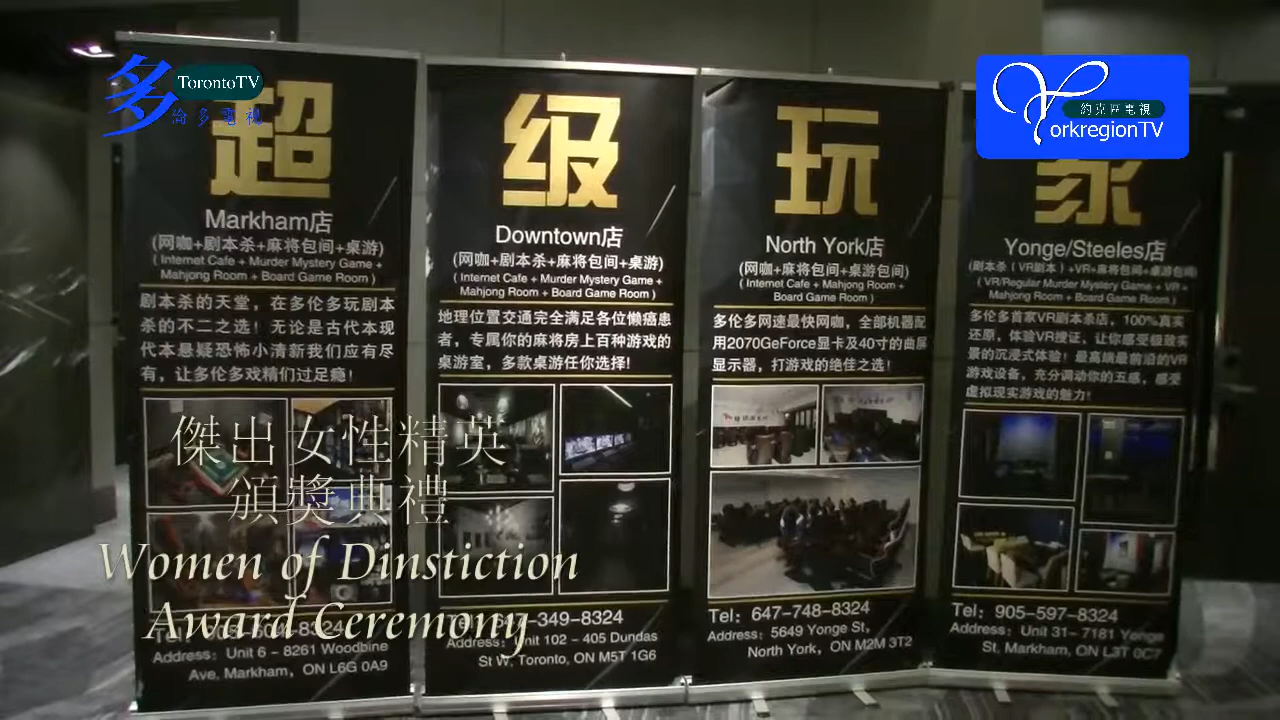 多
TorontoTV
倫多電視
約克區電視
YorkregionTV
超
Markham店
(网咖+剧本杀+麻将包间+桌游)
( Internet Cafe + Murder Mystery Game +
Mahjong Room + Board Game Room )
剧本杀的天堂，在多伦多玩剧本
杀的不二之选！无论是古代本现
代本悬疑恐怖小清新我们应有尽
有，让多伦多戏精们过足瘾!
Address: Unit 6 - 8261 Woodbine
Ave, Markham, ON L6G 0A9
级
Downtown店
(网咖+剧本杀+麻将包间+桌游)
( Internet Cafe + Murder Mystery Game +
Mahjong Room + Board Game Room )
地理位置交通完全满足各位懒癌患
者，专属你的麻将房上百种游戏的
桌游室，多款桌游任你选择!
-349-8324
Address: Unit 102 - 405 Dundas
St W, Toronto, ON M5T 1G6
玩
North York店
(网咖+麻将包间+桌游包间)
( Internet Cafe + Mahjong Room +
Board Game Room )
多伦多网速最快网咖，全部机器配
用2070GeForce显卡及40寸的曲屏
显示器，打游戏的绝佳之选!
Tel: 647-748-8324
Address: 5649 Yonge St,
North York, ON M2M 3T2
家
Yonge/Steeles店
(剧本杀（VR剧本）+VR+麻将包间+桌游包间)
( VR/Regular Murder Mystery Game + VR +
Mahjong Room + Board Game Room )
多伦多首家VR剧本杀店，100%真实
还原，体验VR搜证，让你感受极致实
景的沉浸式体验！最高端最前沿的VR
游戏设备，充分调动你的五感，感受
虚拟现实游戏的魅力!
Tel: 905-597-8324
Address: Unit 31- 7181 Yonge
St, Markham, ON L3T 0C7
傑出女性精英
頒獎典禮
Women of Dinstiction
Award Ceremony